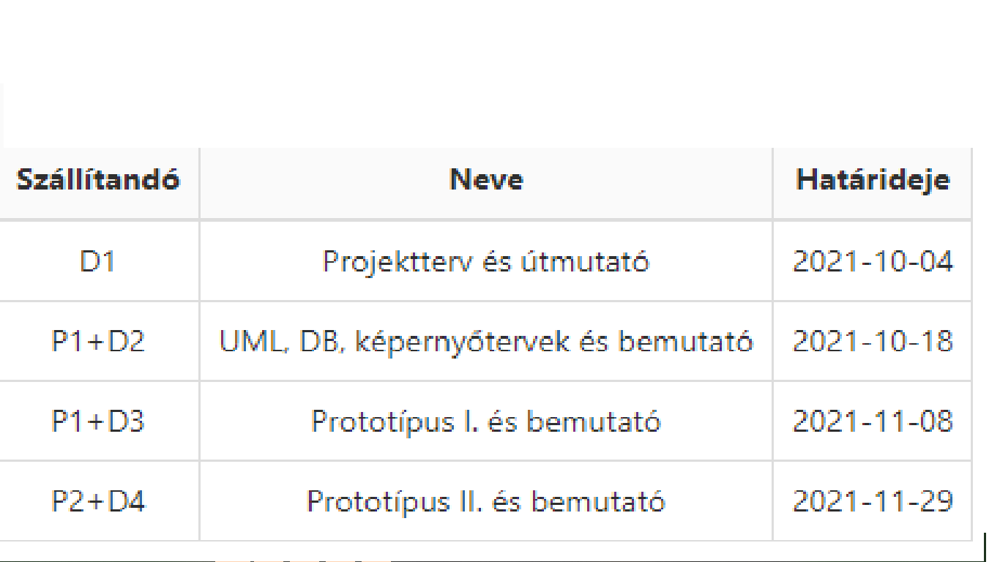 Szállítandó Neve Határideje
D1 Projektterv és útmutató 2021-10-04
P1+D2 UML, DB, képernyőtervek és bemutató 2021-10-18
P1+D3 Prototípus I. és bemutató 2021-11-08
P2+D4 Prototípus II. és bemutató 2021-11-29